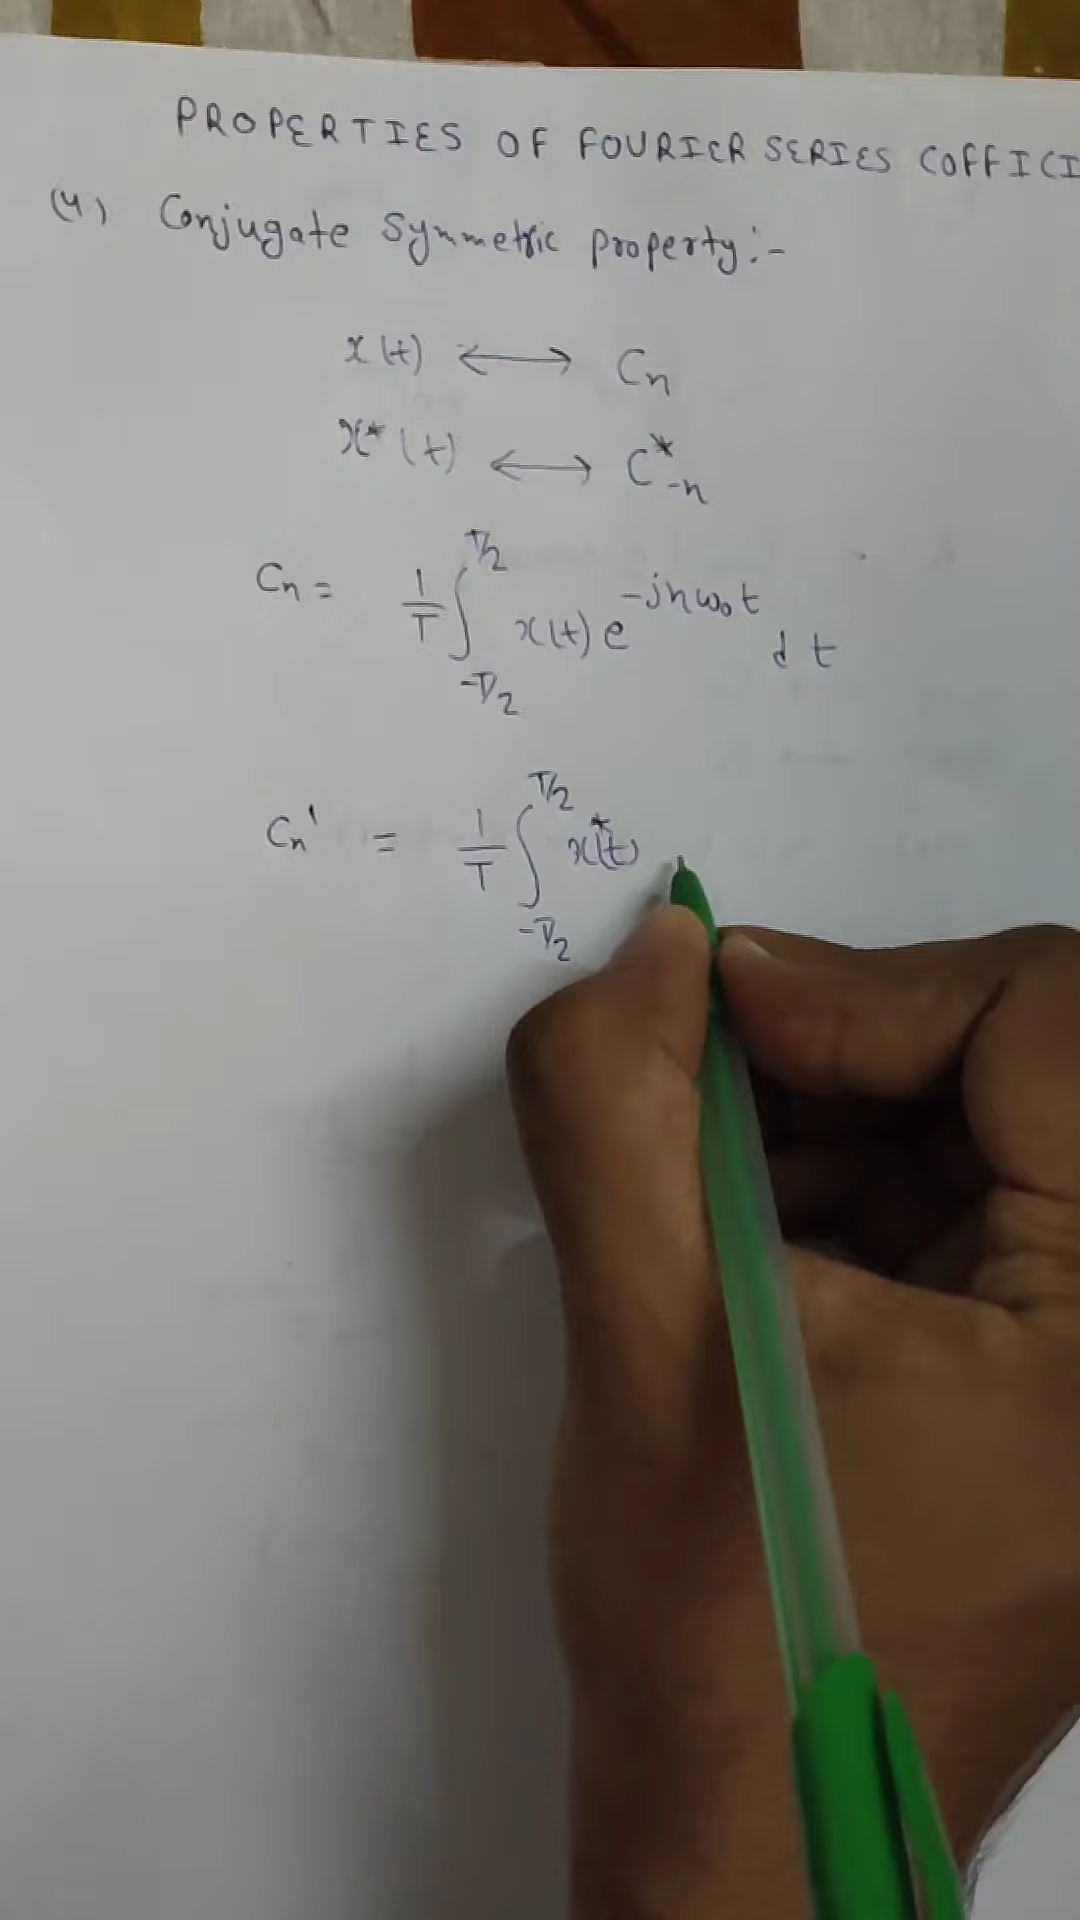 PROPERTIES OF FOURIER SERIES COFFICI
(4) Conjugate Symmetric property:-
x(t) ⟷ Cn
x*(t) ⟷ C*-n
Cn = 1/T ∫ T/2 -T/2 x(t) e^-jnω₀t dt
Cn' = 1/T ∫ T/2 -T/2 x*(t)